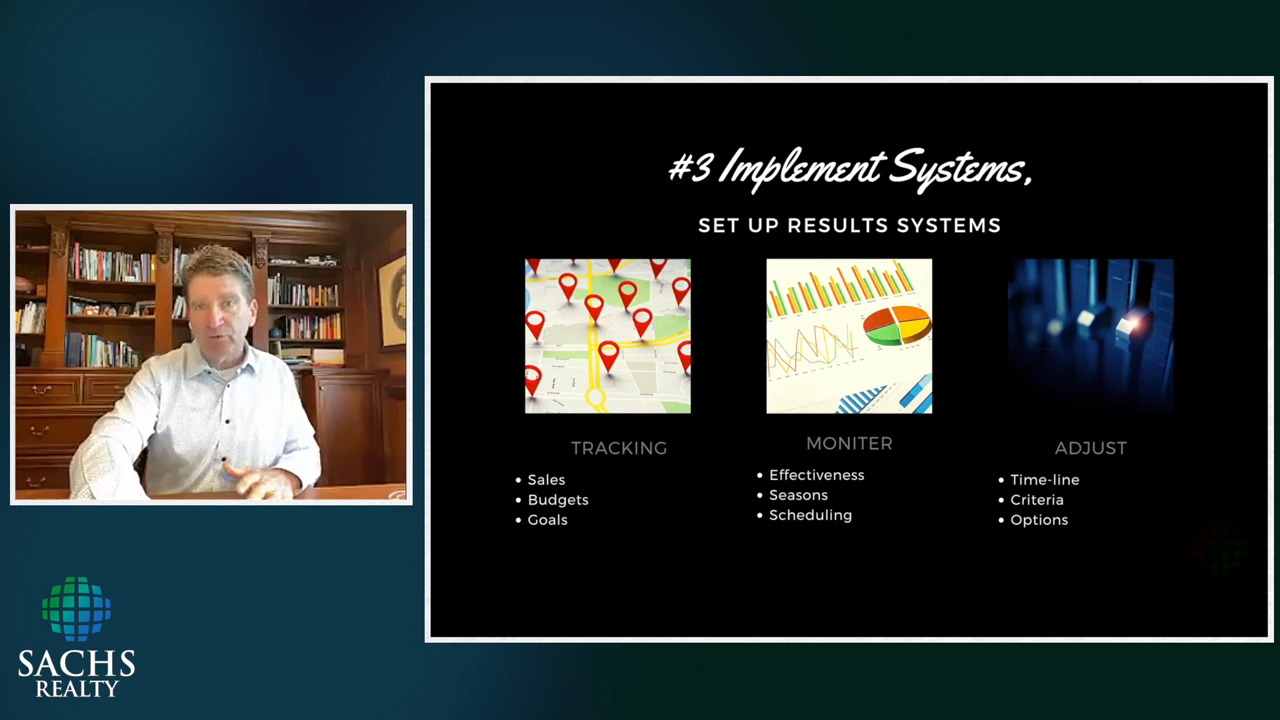 #3 Implement Systems,
SET UP RESULTS SYSTEMS
TRACKING
• Sales
• Budgets
• Goals
MONITER
• Effectiveness
• Seasons
• Scheduling
ADJUST
• Time-line
• Criteria
• Options
SACHS
REALTY